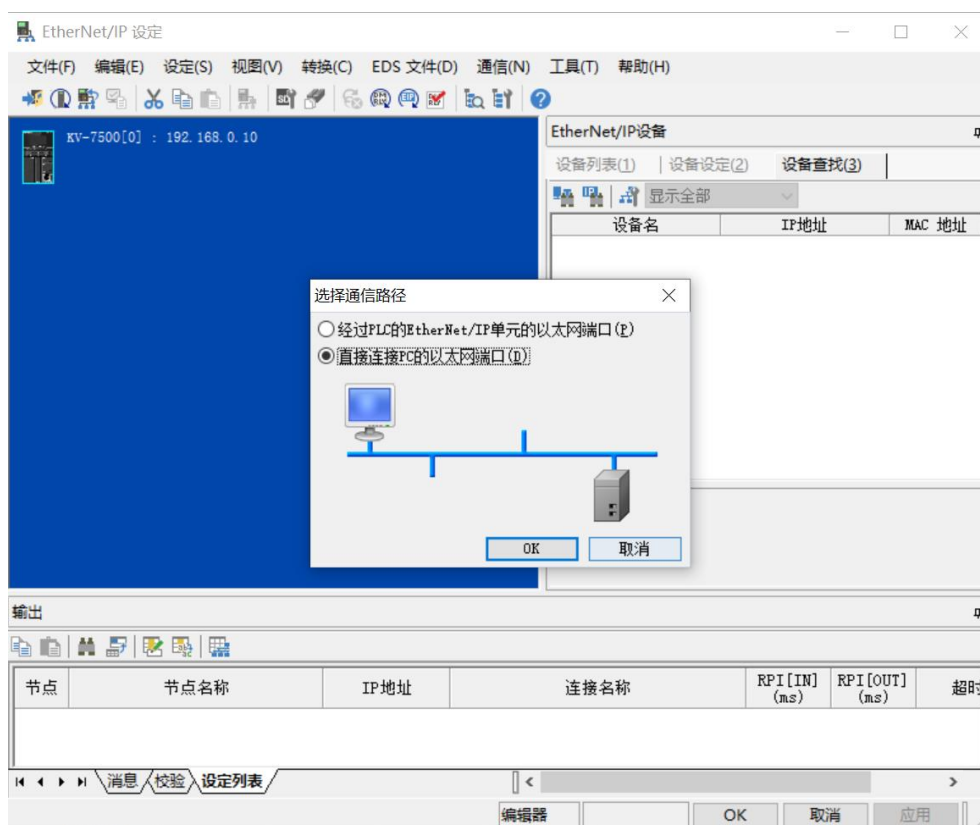 EtherNet/IP 设定
文件(F) 编辑(E) 设定(S) 视图(V) 转换(C) EDS 文件(D) 通信(N) 工具(T) 帮助(H)
KV-7500[0] : 192.168.0.10
EtherNet/IP设备
设备列表(1) 设备设定(2) 设备查找(3)
显示全部
设备名 IP地址 MAC 地址
选择通信路径
经过PLC的EtherNet/IP单元的以太网端口(P)
直接连接PC的以太网端口(D)
OK 取消
输出
节点 节点名称 IP地址 连接名称 RPI[IN] (ms) RPI[OUT] (ms) 超时
消息 校验 设定列表
编辑器 OK 取消 应用